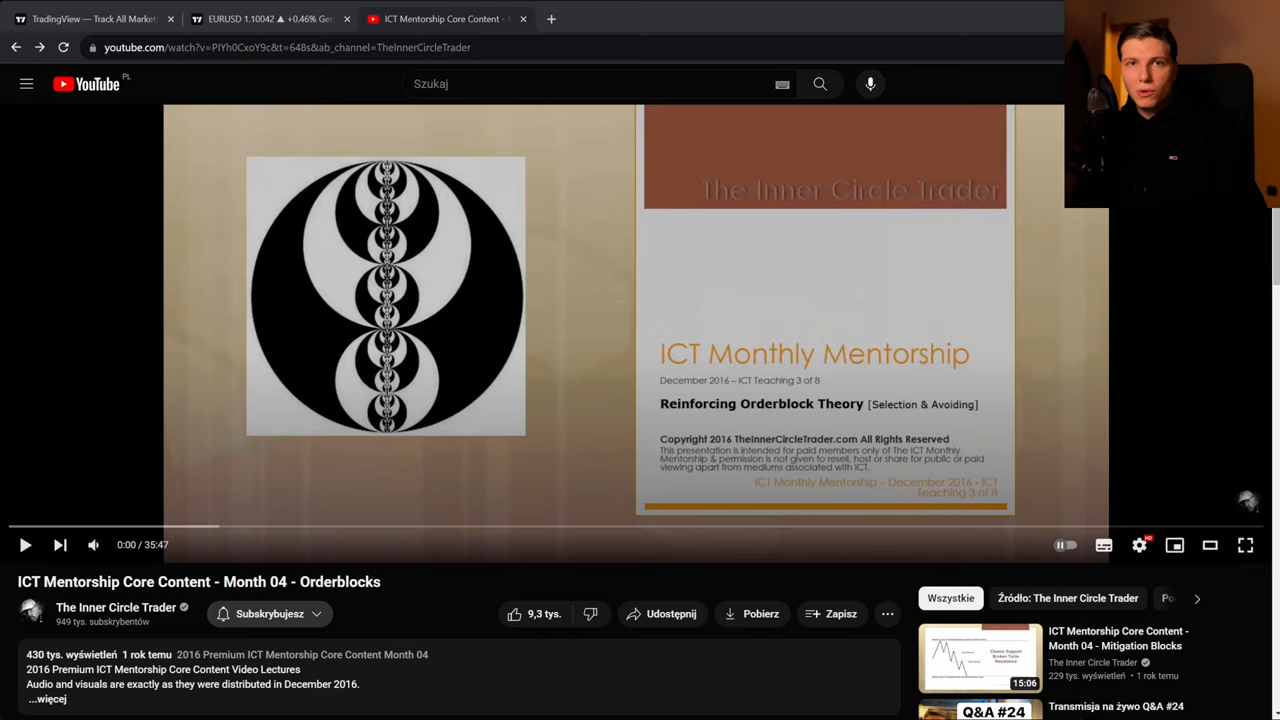 TradingView — Track All Market
EURUSD 1.10042 ▲ +0.46%
ICT Mentorship Core Content -
youtube.com/watch?v=PIYh0CxoY9c&t=648s&ab_channel=TheInnerCircleTrader
YouTube PL
Szukaj
The Inner Circle Trader
ICT Monthly Mentorship
December 2016 – ICT Teaching 3 of 8
Reinforcing Orderblock Theory [Selection & Avoiding]
Copyright 2016 TheInnerCircleTrader.com All Rights Reserved
This presentation is intended for paid members only of The ICT Monthly
Mentorship & permission is not given to resell, host or share for public or paid
viewing apart from mediums associated with ICT.
ICT Monthly Mentorship – December 2016 - ICT
Teaching 3 of 8
0:00 / 35:47
HD
ICT Mentorship Core Content - Month 04 - Orderblocks
The Inner Circle Trader
949 tys. subskrybentów
Subskrybujesz
9,3 tys.
Udostępnij
Pobierz
Zapisz
430 tys. wyświetleń 1 rok temu 2016 Premium ICT Mentorship Core Content Month 04
2016 Premium ICT Mentorship Core Content Video
Audio and visuals are exactly as they were distributed
2016.
...więcej
Wszystkie
Źródło: The Inner Circle Trader
Po
ICT Mentorship Core Content -
Month 04 - Mitigation Blocks
The Inner Circle Trader
229 tys. wyświetleń • 1 rok temu
Classic Support
Broken Turns
Resistance
15:06
Transmisja na żywo Q&A #24
Q&A #24